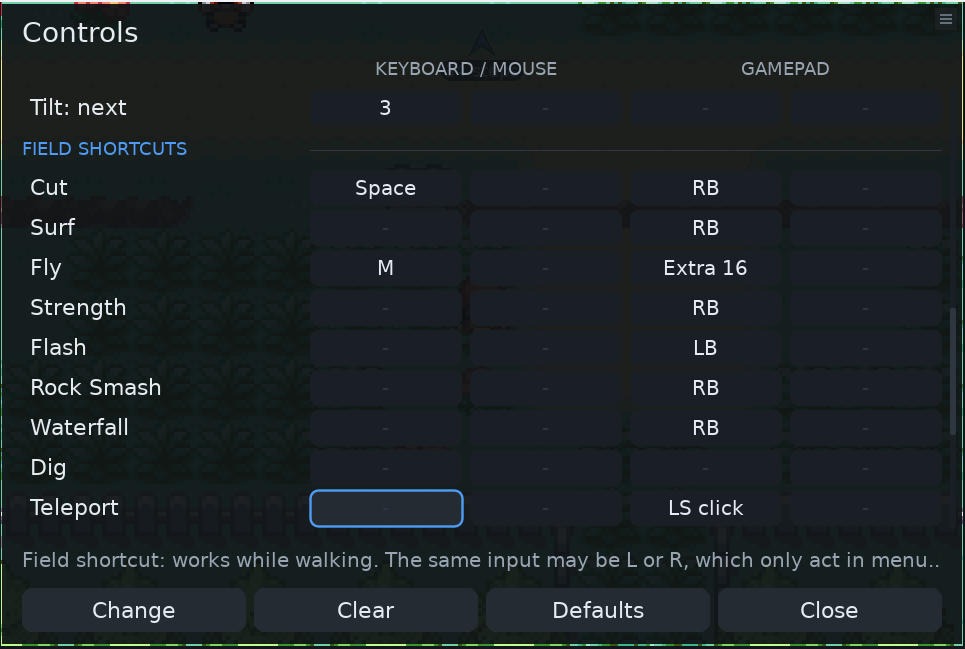 Controls
KEYBOARD / MOUSE GAMEPAD
Tilt: next 3 - - -
FIELD SHORTCUTS
Cut Space - RB -
Surf - - RB -
Fly M - Extra 16 -
Strength - - RB -
Flash - - LB -
Rock Smash - - RB -
Waterfall - - RB -
Dig - - - -
Teleport - - LS click -
Field shortcut: works while walking. The same input may be L or R, which only act in menu..
Change Clear Defaults Close